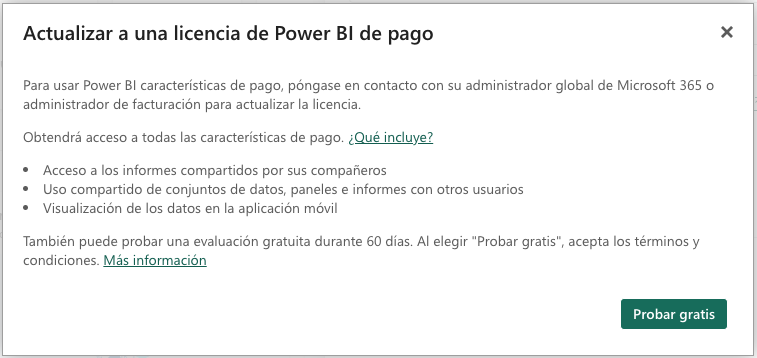 Actualizar a una licencia de Power BI de pago
Para usar Power BI características de pago, póngase en contacto con su administrador global de Microsoft 365 o
administrador de facturación para actualizar la licencia.
Obtendrá acceso a todas las características de pago. ¿Qué incluye?
• Acceso a los informes compartidos por sus compañeros
• Uso compartido de conjuntos de datos, paneles e informes con otros usuarios
• Visualización de los datos en la aplicación móvil
También puede probar una evaluación gratuita durante 60 días. Al elegir "Probar gratis", acepta los términos y
condiciones. Más información
Probar gratis